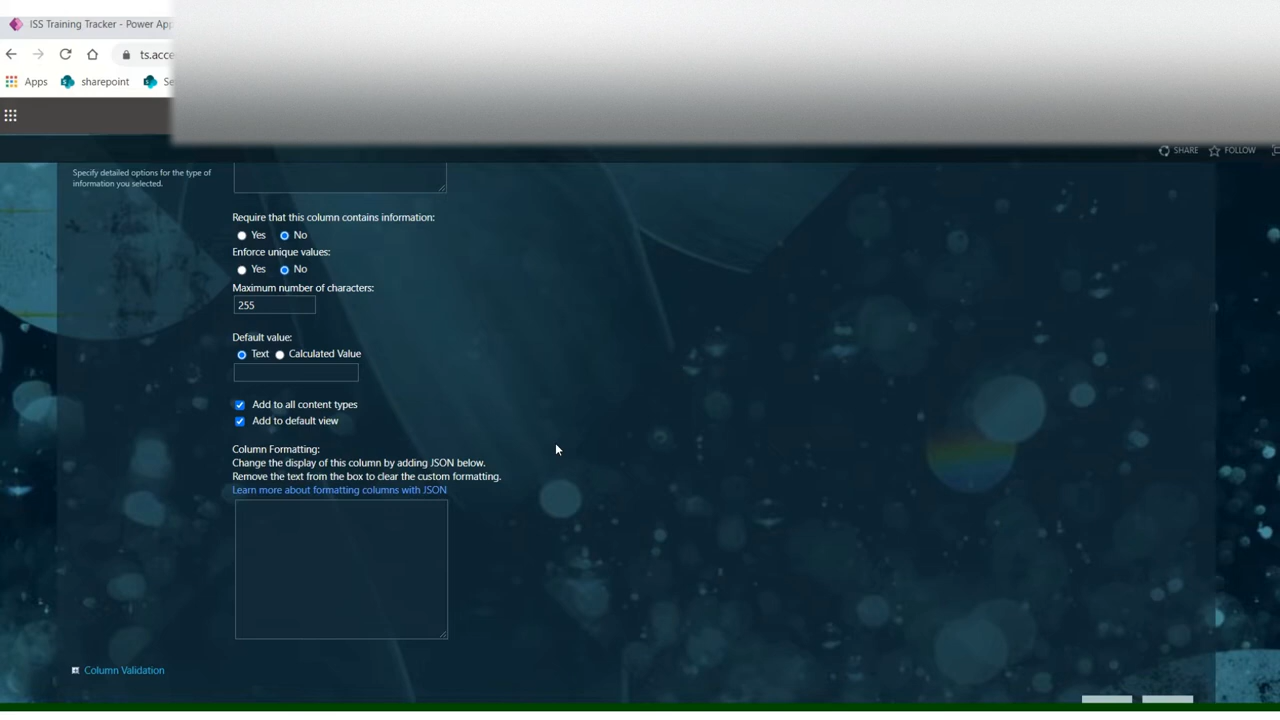 ISS Training Tracker - Power App
ts.acce
Apps
sharepoint
Se
SHARE
FOLLOW
Specify detailed options for the type of
information you selected.
Require that this column contains information:
Yes No
Enforce unique values:
Yes No
Maximum number of characters:
255
Default value:
Text Calculated Value
Add to all content types
Add to default view
Column Formatting:
Change the display of this column by adding JSON below.
Remove the text from the box to clear the custom formatting.
Learn more about formatting columns with JSON
Column Validation